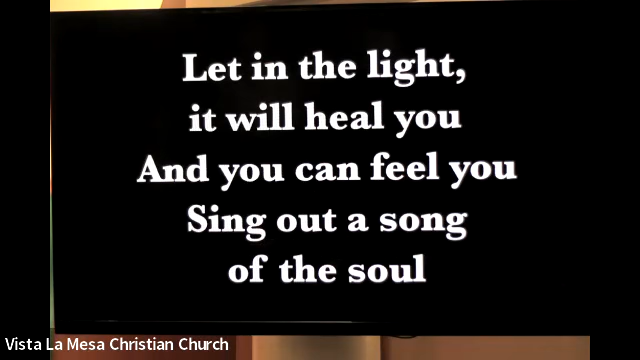 Let in the light,
it will heal you
And you can feel you
Sing out a song
of the soul
Vista La Mesa Christian Church